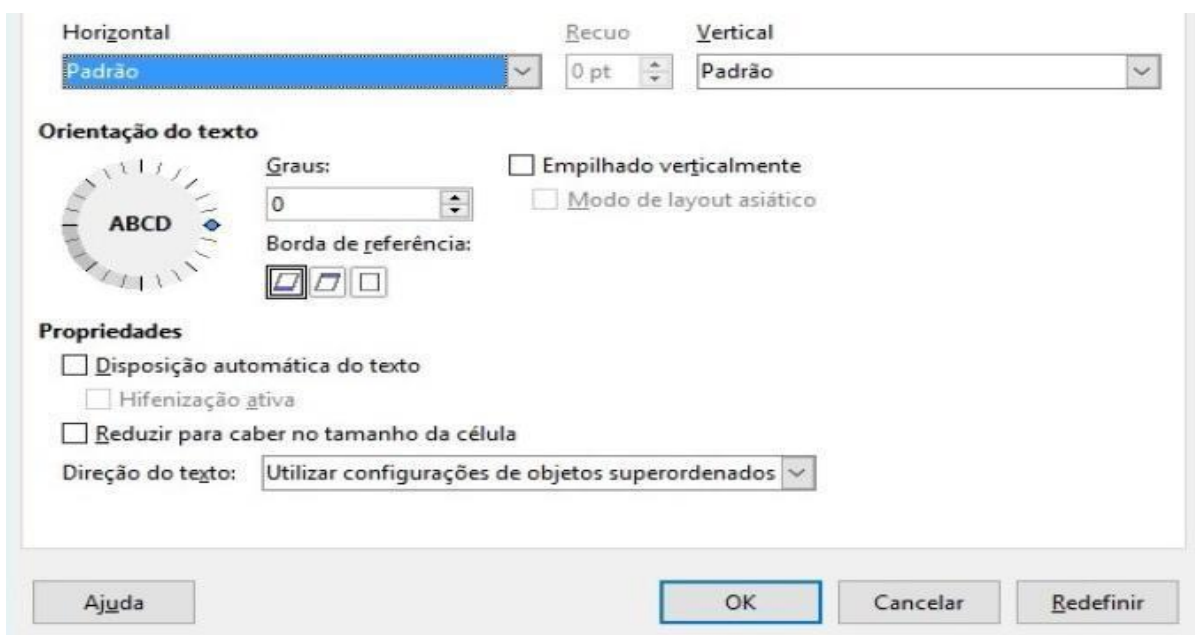 Horizontal Recuo Vertical
Padrão 0 pt Padrão
Orientação do texto
ABCD
Graus:
0
Borda de referência:
Empilhado verticalmente
Modo de layout asiático
Propriedades
Disposição automática do texto
Hifenização ativa
Reduzir para caber no tamanho da célula
Direção do texto: Utilizar configurações de objetos superordenados
Ajuda OK Cancelar Redefinir